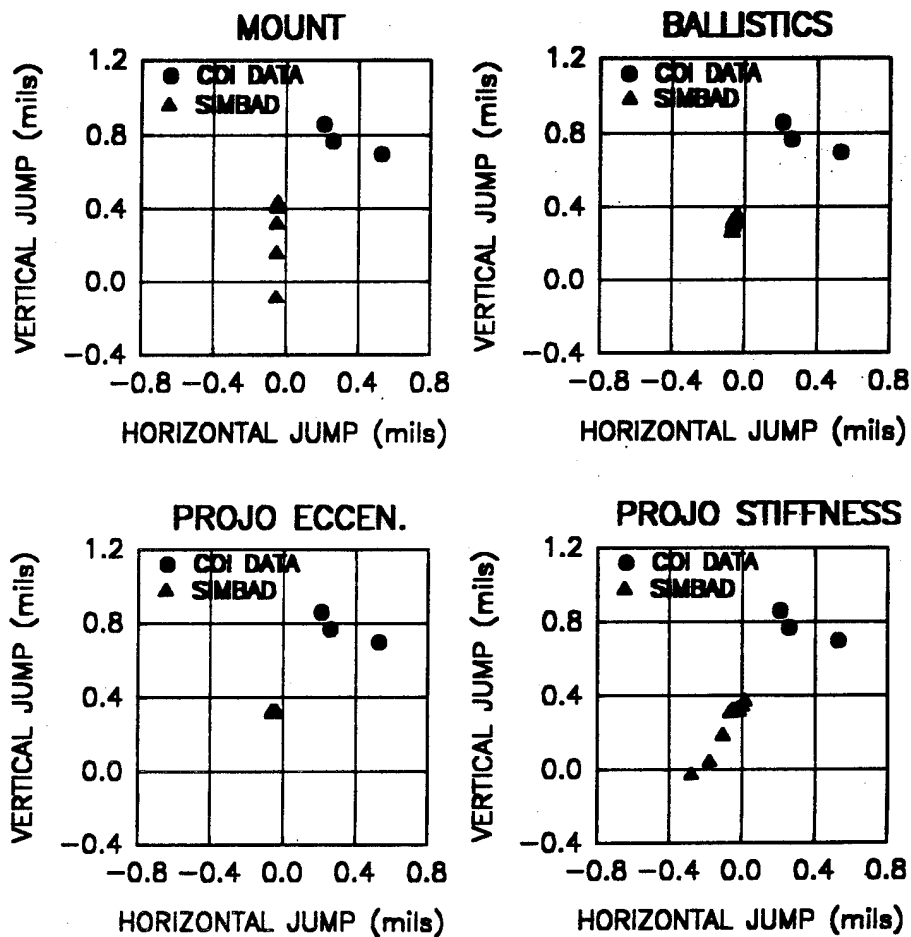 MOUNT
CDI DATA
SIMBAD
VERTICAL JUMP (mils)
1.2
0.8
0.4
0.0
−0.4
−0.8 −0.4 0.0 0.4 0.8
HORIZONTAL JUMP (mils)
BALLISTICS
CDI DATA
SIMBAD
VERTICAL JUMP (mils)
1.2
0.8
0.4
0.0
−0.4
−0.8 −0.4 0.0 0.4 0.8
HORIZONTAL JUMP (mils)
PROJO ECCEN.
CDI DATA
SIMBAD
VERTICAL JUMP (mils)
1.2
0.8
0.4
0.0
−0.4
−0.8 −0.4 0.0 0.4 0.8
HORIZONTAL JUMP (mils)
PROJO STIFFNESS
CDI DATA
SIMBAD
VERTICAL JUMP (mils)
1.2
0.8
0.4
0.0
−0.4
−0.8 −0.4 0.0 0.4 0.8
HORIZONTAL JUMP (mils)